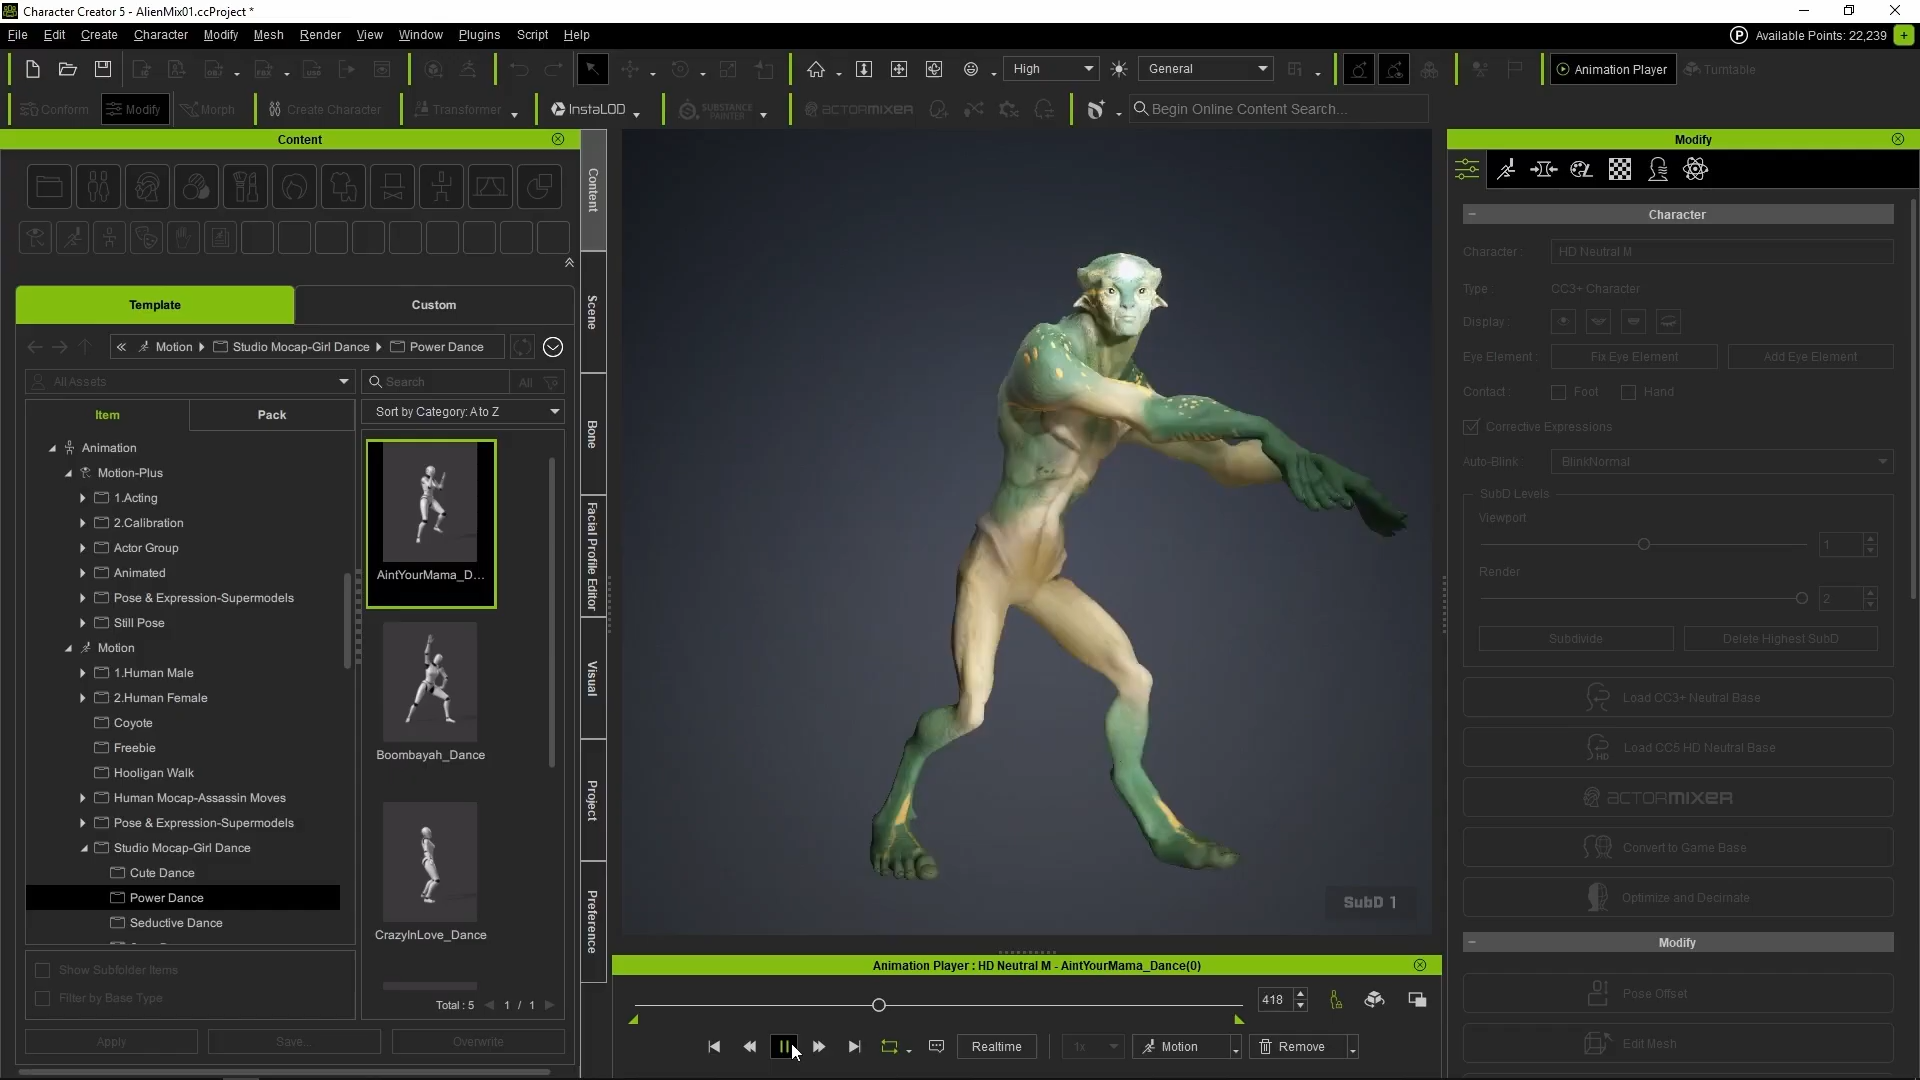 Character Creator 5 - AlienMix01.ccProject *
File Edit Create Character Modify Mesh Render View Window Plugins Script Help
Available Points: 22,239
High
General
Animation Player
Turntable
Conform
Modify
Morph
Create Character
Transformer
InstaLOD
SUBSTANCE PAINTER
ACTORMIXER
Begin Online Content Search...
Content
Template
Custom
Motion
Studio Mocap-Girl Dance
Power Dance
All Assets
Search
All
Item
Pack
Sort by Category: A to Z
Animation
Motion-Plus
1.Acting
2.Calibration
Actor Group
Animated
Pose & Expression-Supermodels
Still Pose
Motion
1.Human Male
2.Human Female
Coyote
Freebie
Hooligan Walk
Human Mocap-Assassin Moves
Pose & Expression-Supermodels
Studio Mocap-Girl Dance
Cute Dance
Power Dance
Seductive Dance
AintYourMama_D...
Boombayah_Dance
CrazyInLove_Dance
Show Subfolder Items
Filter by Base Type
Total : 5
1 / 1
Apply
Save...
Overwrite
Content
Scene
Bone
Facial Profile Editor
Visual
Project
Preference
SubD 1
Animation Player : HD Neutral M - AintYourMama_Dance(0)
418
Realtime
1x
Motion
Remove
Modify
Character
Character :
HD Neutral M
Type :
CC3+ Character
Display :
Eye Element :
Fix Eye Element
Add Eye Element
Contact :
Foot
Hand
Corrective Expressions
Auto-Blink :
BlinkNormal
SubD Levels
Viewport
1
Render
2
Subdivide
Delete Highest SubD
Load CC3+ Neutral Base
HD
Load CC5 HD Neutral Base
ACTORMIXER
Convert to Game Base
Optimize and Decimate
Modify
Pose Offset
Edit Mesh